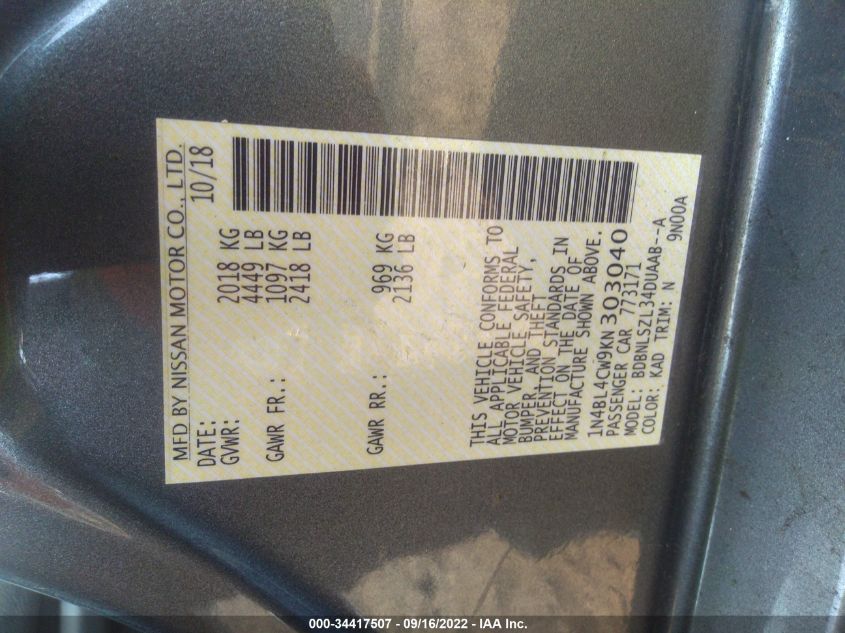 MFD BY NISSAN MOTOR CO., LTD.
DATE: 10/18
GVWR: 2018 KG
4449 LB
GAWR FR.: 1097 KG
2418 LB
GAWR RR.: 969 KG
2136 LB
THIS VEHICLE CONFORMS TO
ALL APPLICABLE FEDERAL
MOTOR VEHICLE SAFETY,
BUMPER, AND THEFT
PREVENTION STANDARDS IN
EFFECT ON THE DATE OF
MANUFACTURE SHOWN ABOVE.
1N4BL4CW9KN303040
PASSENGER CAR 773171
MODEL: BDBNLSZL34DUAAB--A
COLOR: KAD TRIM: N 9N00A
000-34417507 - 09/16/2022 - IAA Inc.